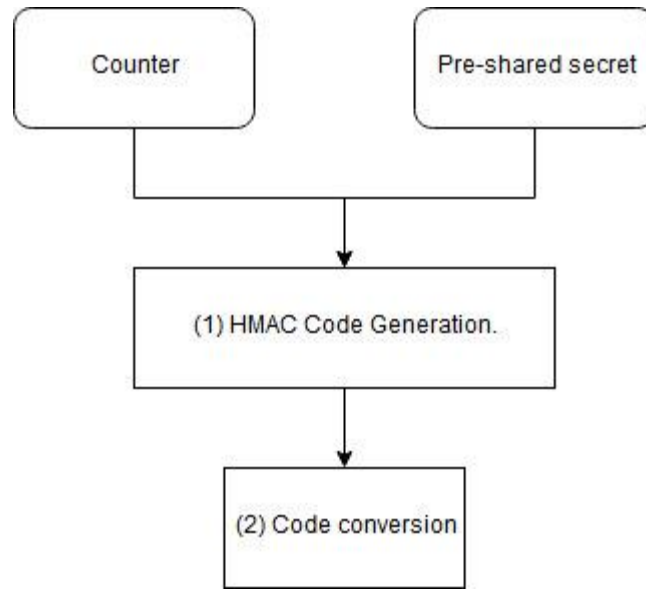 Counter
Pre-shared secret
(1) HMAC Code Generation.
(2) Code conversion